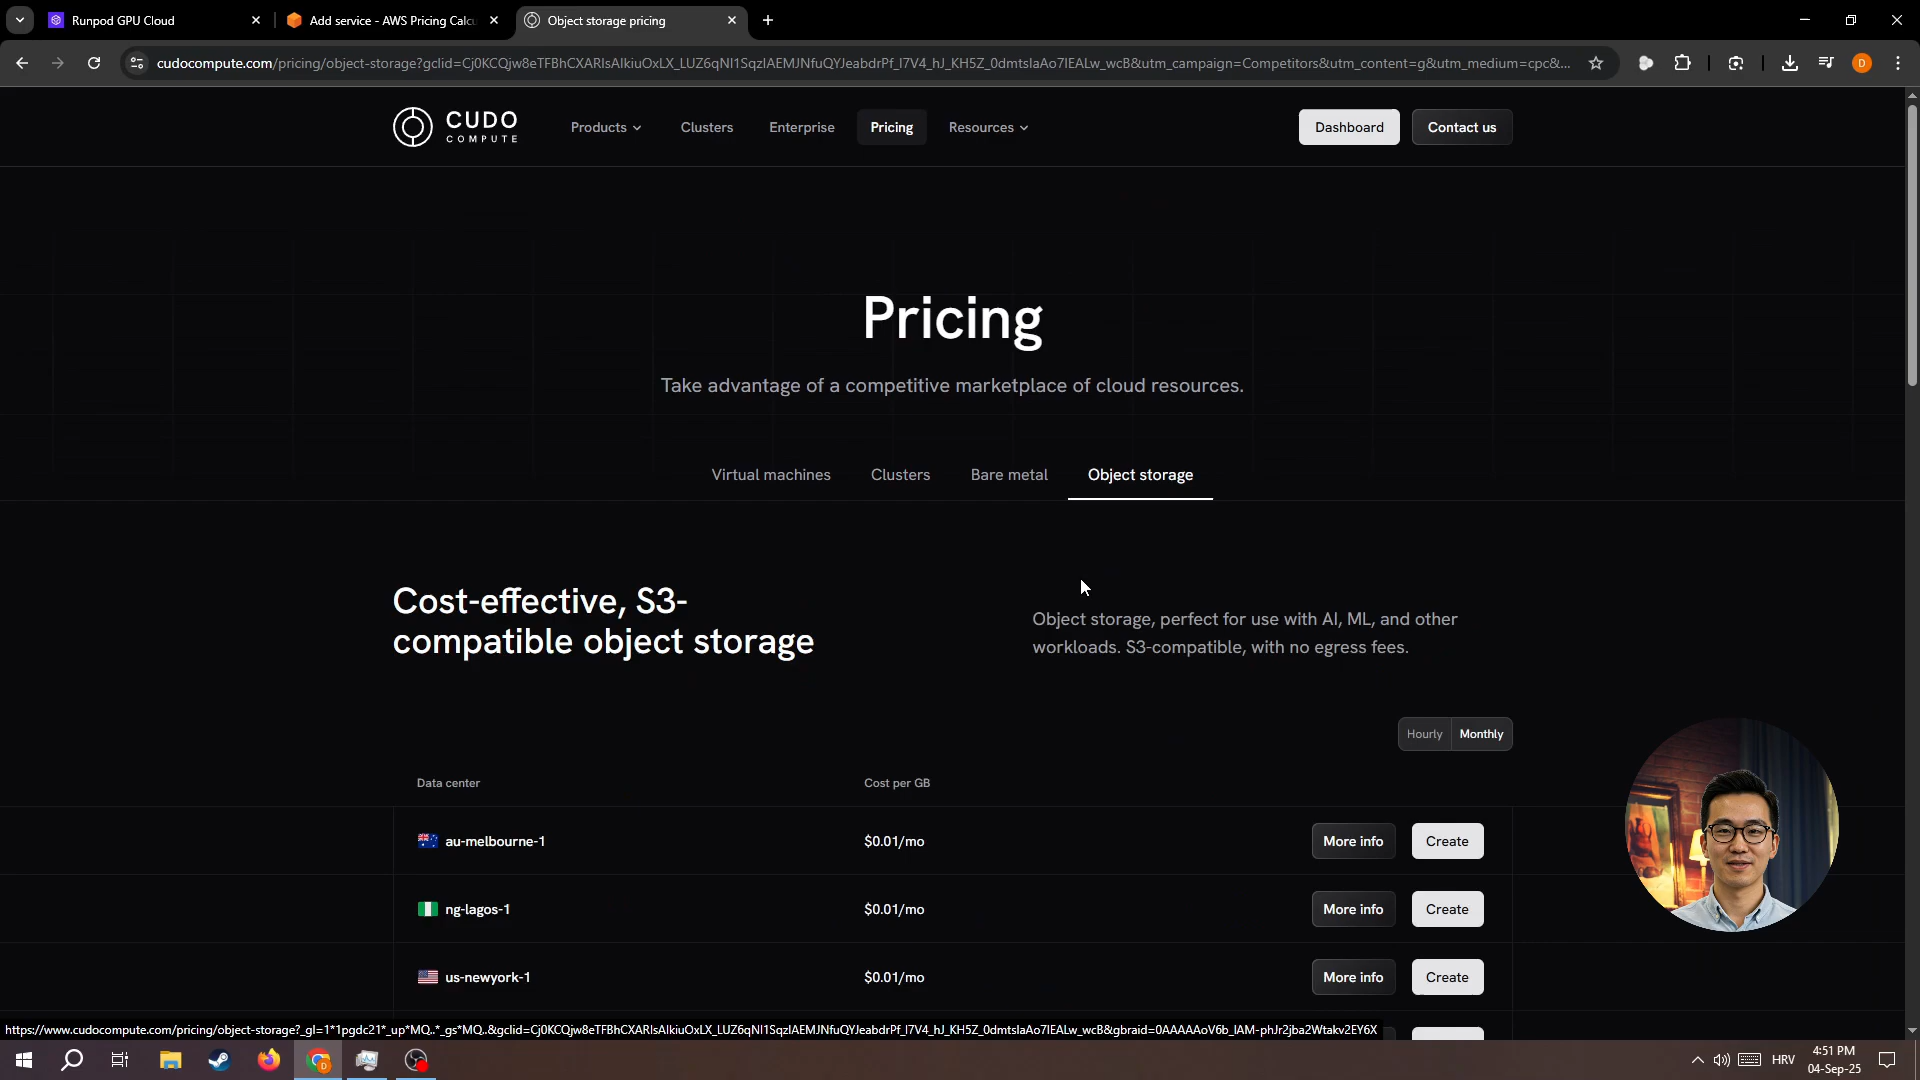 Runpod GPU Cloud
Add service - AWS Pricing Calcu
Object storage pricing
cudocompute.com/pricing/object-storage?gclid=Cj0KCQjw8eTFBhCXARIsAIkiuOxLX_LUZ6qNI1SqzIAEMJNfuQYJeabdrPf_I7V4_hJ_KH5Z_0dmtsIaAo7IEALw_wcB&utm_campaign=Competitors&utm_content=g&utm_medium=cpc&...
D
CUDO
COMPUTE
Products
Clusters
Enterprise
Pricing
Resources
Dashboard
Contact us
Pricing
Take advantage of a competitive marketplace of cloud resources.
Virtual machines
Clusters
Bare metal
Object storage
Cost-effective, S3-
compatible object storage
Object storage, perfect for use with AI, ML, and other
workloads. S3-compatible, with no egress fees.
Hourly
Monthly
Data center
Cost per GB
au-melbourne-1
$0.01/mo
More info
Create
ng-lagos-1
$0.01/mo
More info
Create
us-newyork-1
$0.01/mo
More info
Create
https://www.cudocompute.com/pricing/object-storage?_gl=1*1pgdc21*_up*MQ..*_gs*MQ..&gclid=Cj0KCQjw8eTFBhCXARIsAIkiuOxLX_LUZ6qNI1SqzIAEMJNfuQYJeabdrPf_I7V4_hJ_KH5Z_0dmtsIaAo7IEALw_wcB&gbraid=0AAAAAoV6b_IAM-phJr2jba2Wtakv2EY6X
HRV
4:51 PM
04-Sep-25